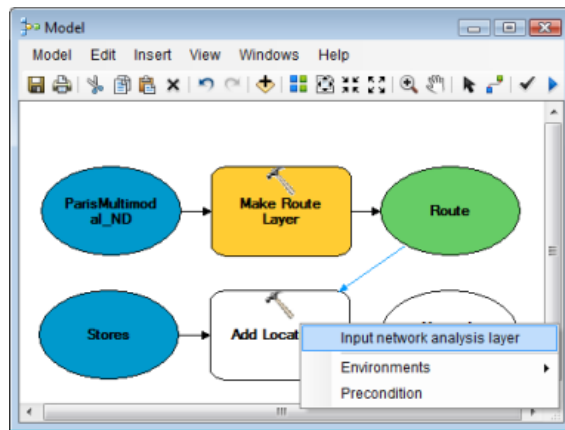 Model
Model Edit Insert View Windows Help
ParisMultimod
al_ND
Make Route
Layer
Route
Stores
Add Locat
Input network analysis layer
Environments
Precondition